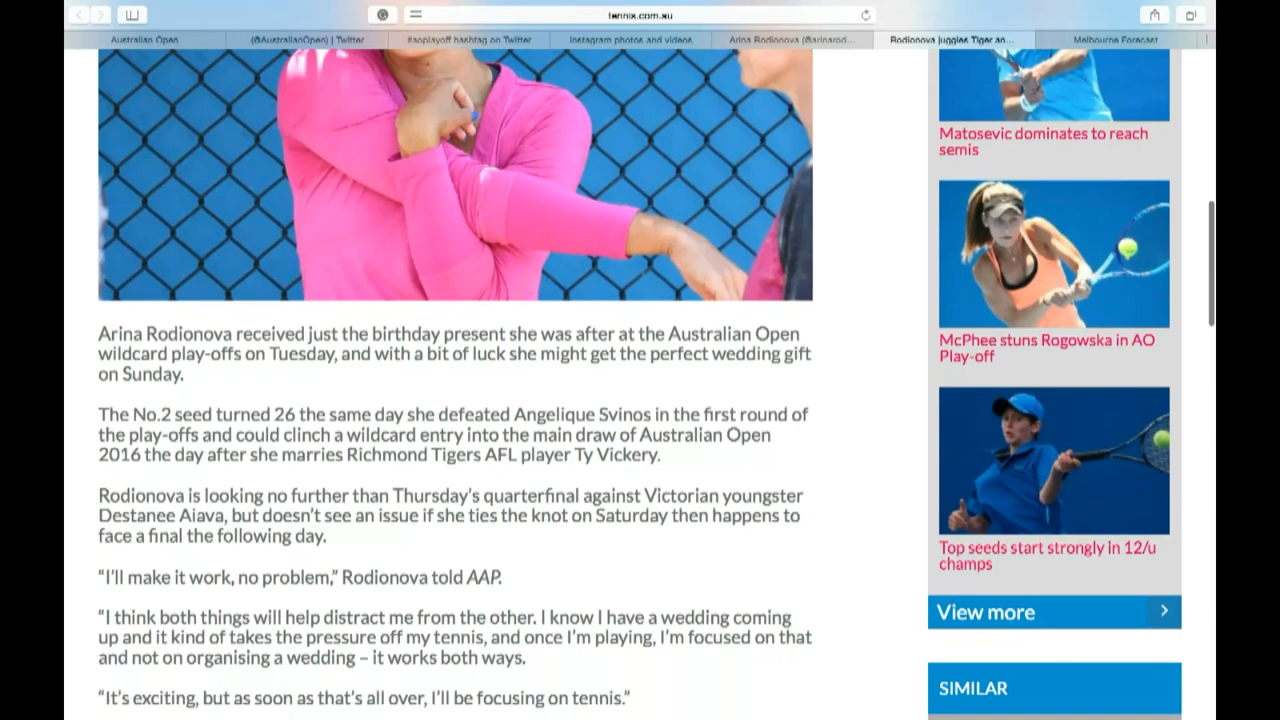 tennis.com.au
Australian Open
(@AustralianOpen) | Twitter
#aoplayoff hashtag on Twitter
Instagram photos and videos
Arina Rodionova (@arinarod...
Rodionova juggles Tiger an...
Melbourne Forecast
Matosevic dominates to reach
semis
McPhee stuns Rogowska in AO
Play-off
Top seeds start strongly in 12/u
champs
View more
SIMILAR
Arina Rodionova received just the birthday present she was after at the Australian Open
wildcard play-offs on Tuesday, and with a bit of luck she might get the perfect wedding gift
on Sunday.
The No.2 seed turned 26 the same day she defeated Angelique Svinos in the first round of
the play-offs and could clinch a wildcard entry into the main draw of Australian Open
2016 the day after she marries Richmond Tigers AFL player Ty Vickery.
Rodionova is looking no further than Thursday’s quarterfinal against Victorian youngster
Destanee Aiava, but doesn’t see an issue if she ties the knot on Saturday then happens to
face a final the following day.
“I’ll make it work, no problem,” Rodionova told AAP.
“I think both things will help distract me from the other. I know I have a wedding coming
up and it kind of takes the pressure off my tennis, and once I’m playing, I’m focused on that
and not on organising a wedding – it works both ways.
“It’s exciting, but as soon as that’s all over, I’ll be focusing on tennis.”